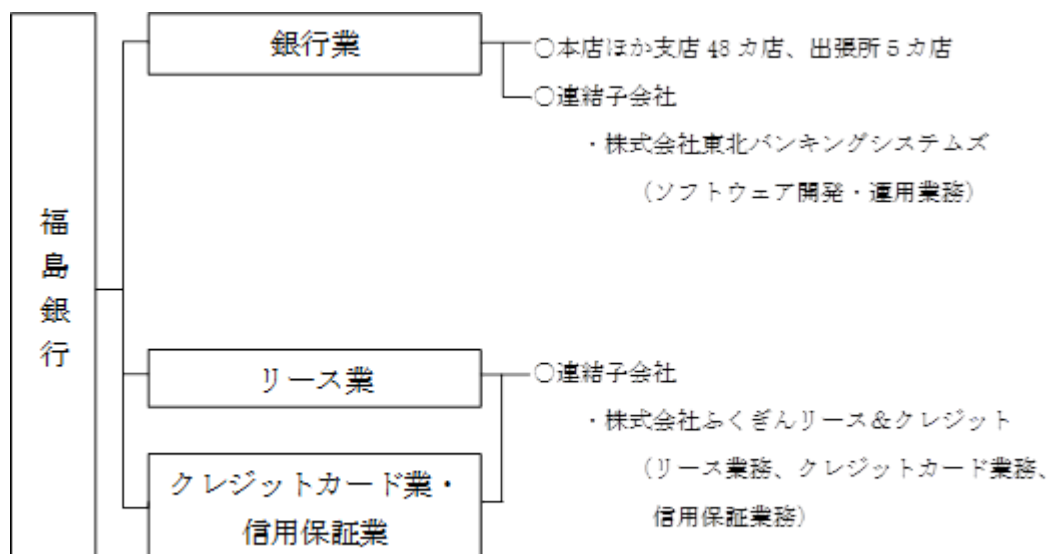 福島銀行
銀行業
○本店ほか支店48カ店、出張所5カ店
○連結子会社
・株式会社東北バンキングシステムズ
（ソフトウェア開発・運用業務）
リース業
○連結子会社
・株式会社ふくぎんリース&クレジット
（リース業務、クレジットカード業務、
信用保証業務）
クレジットカード業・
信用保証業